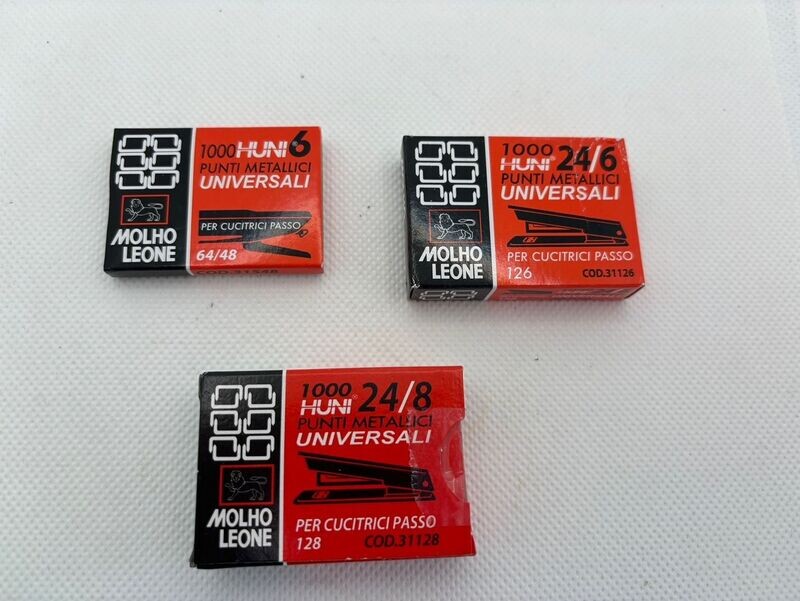 1000 HUNI 6
PUNTI METALLICI
UNIVERSALI
PER CUCITRICI PASSO
64/48
COD.31548
MOLHO
LEONE
1000
HUNI® 24/6
PUNTI METALLICI
UNIVERSALI
PER CUCITRICI PASSO
126 COD.31126
MOLHO
LEONE
1000
HUNI® 24/8
PUNTI METALLICI
UNIVERSALI
PER CUCITRICI PASSO
128 COD.31128
MOLHO
LEONE